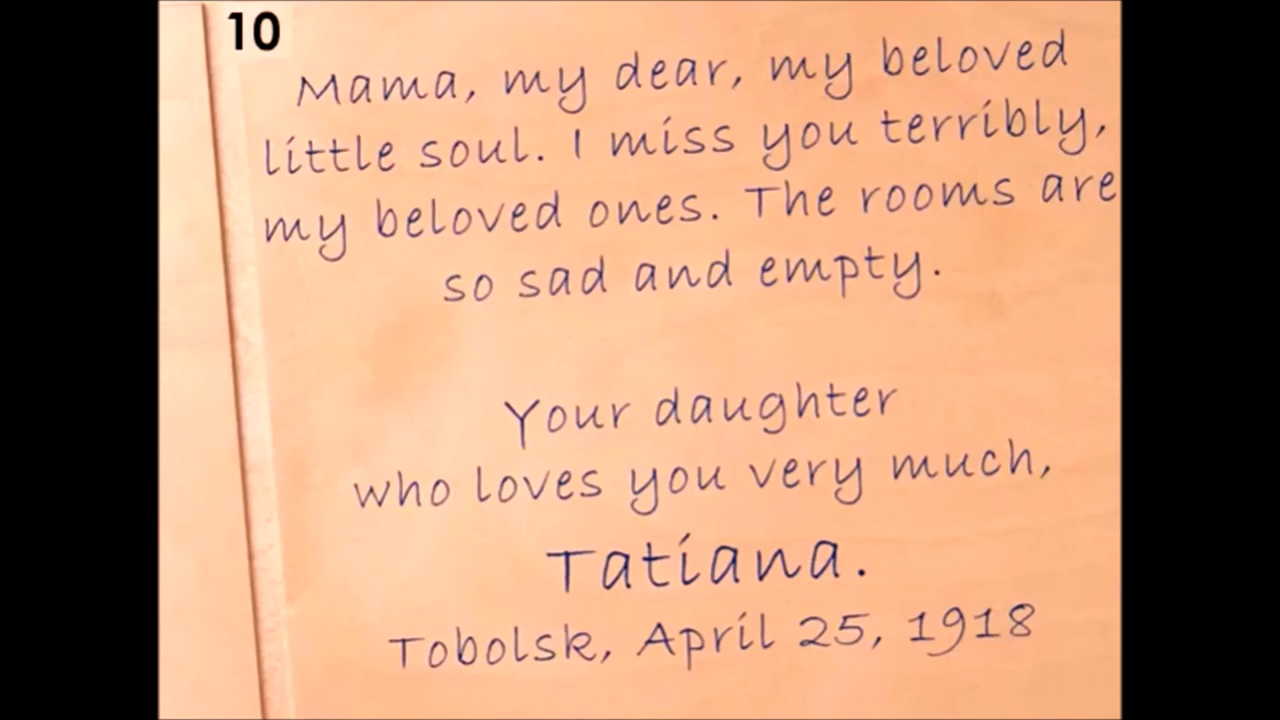 10
Mama, my dear, my beloved
little soul. I miss you terribly,
my beloved ones. The rooms are
so sad and empty.
Your daughter
who loves you very much,
Tatiana.
Tobolsk, April 25, 1918